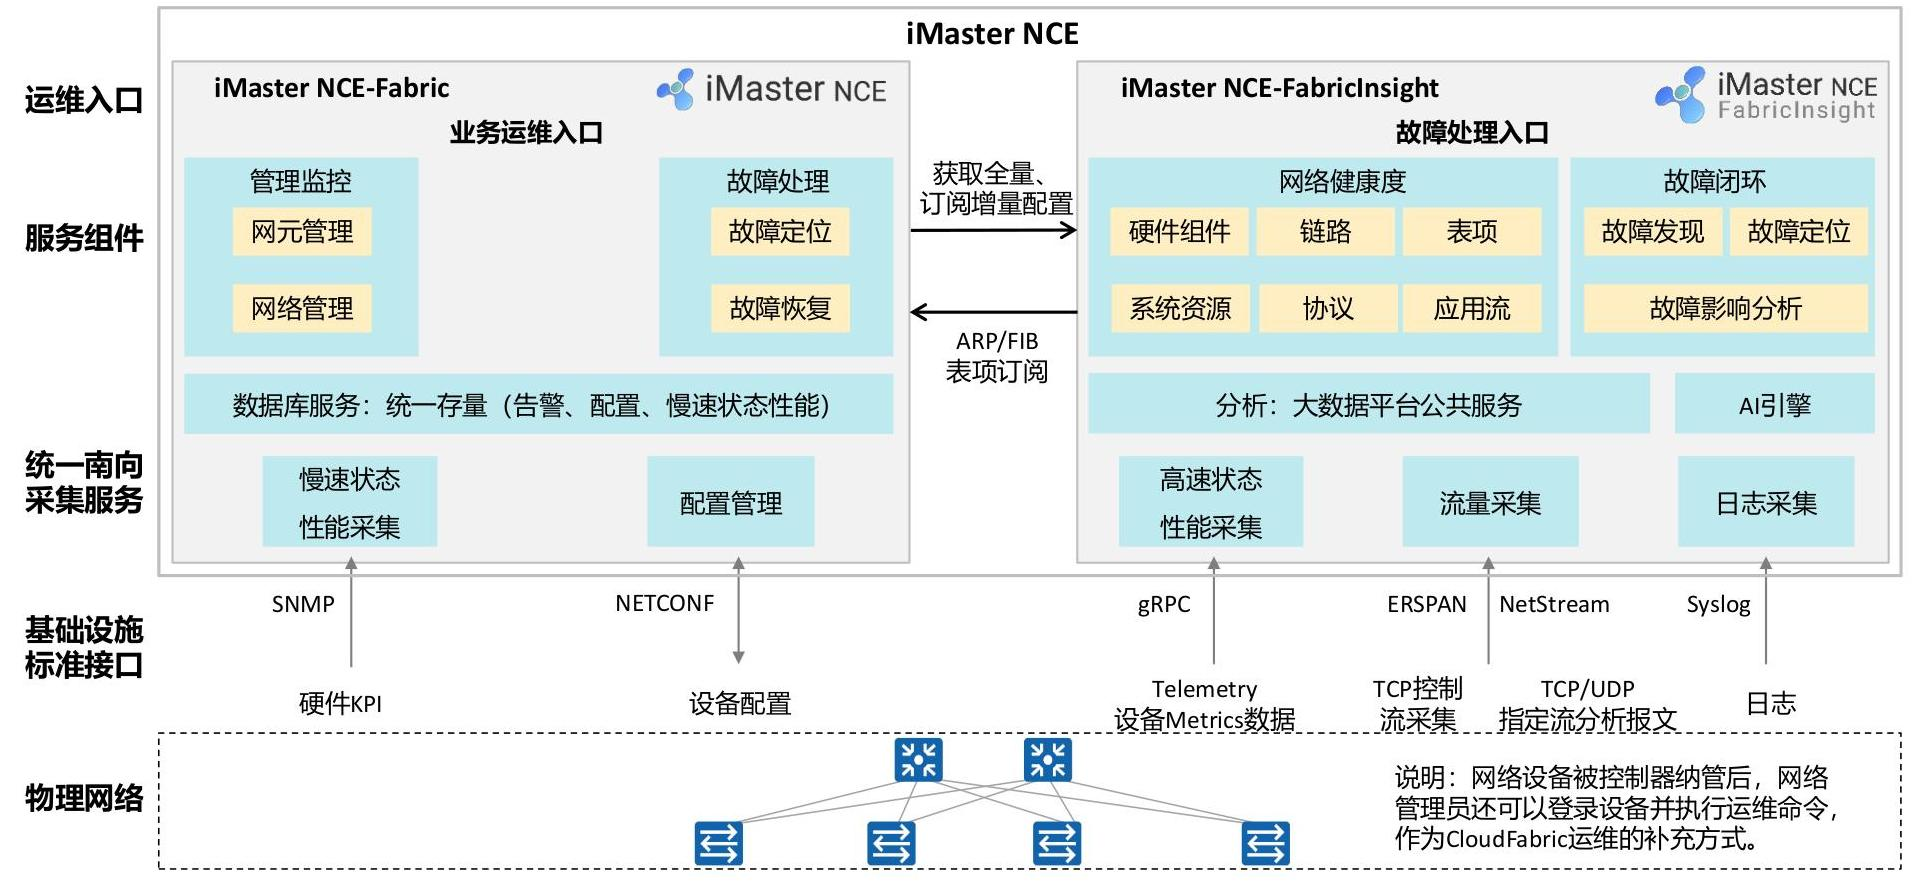 iMaster NCE
运维入口
iMaster NCE-Fabric
iMaster NCE
业务运维入口
iMaster NCE-FabricInsight
iMaster NCE
FabricInsight
故障处理入口
服务组件
管理监控
网元管理
网络管理
故障处理
故障定位
故障恢复
获取全量、
订阅增量配置
ARP/FIB
表项订阅
网络健康度
硬件组件
链路
表项
系统资源
协议
应用流
故障闭环
故障发现
故障定位
故障影响分析
数据库服务：统一存量（告警、配置、慢速状态性能）
分析：大数据平台公共服务
AI引擎
统一南向
采集服务
慢速状态
性能采集
配置管理
高速状态
性能采集
流量采集
日志采集
基础设施
标准接口
SNMP
NETCONF
gRPC
ERSPAN
NetStream
Syslog
硬件KPI
设备配置
Telemetry
设备Metrics数据
TCP控制
流采集
TCP/UDP
指定流分析报文
日志
物理网络
说明：网络设备被控制器纳管后，网络
管理员还可以登录设备并执行运维命令，
作为CloudFabric运维的补充方式。